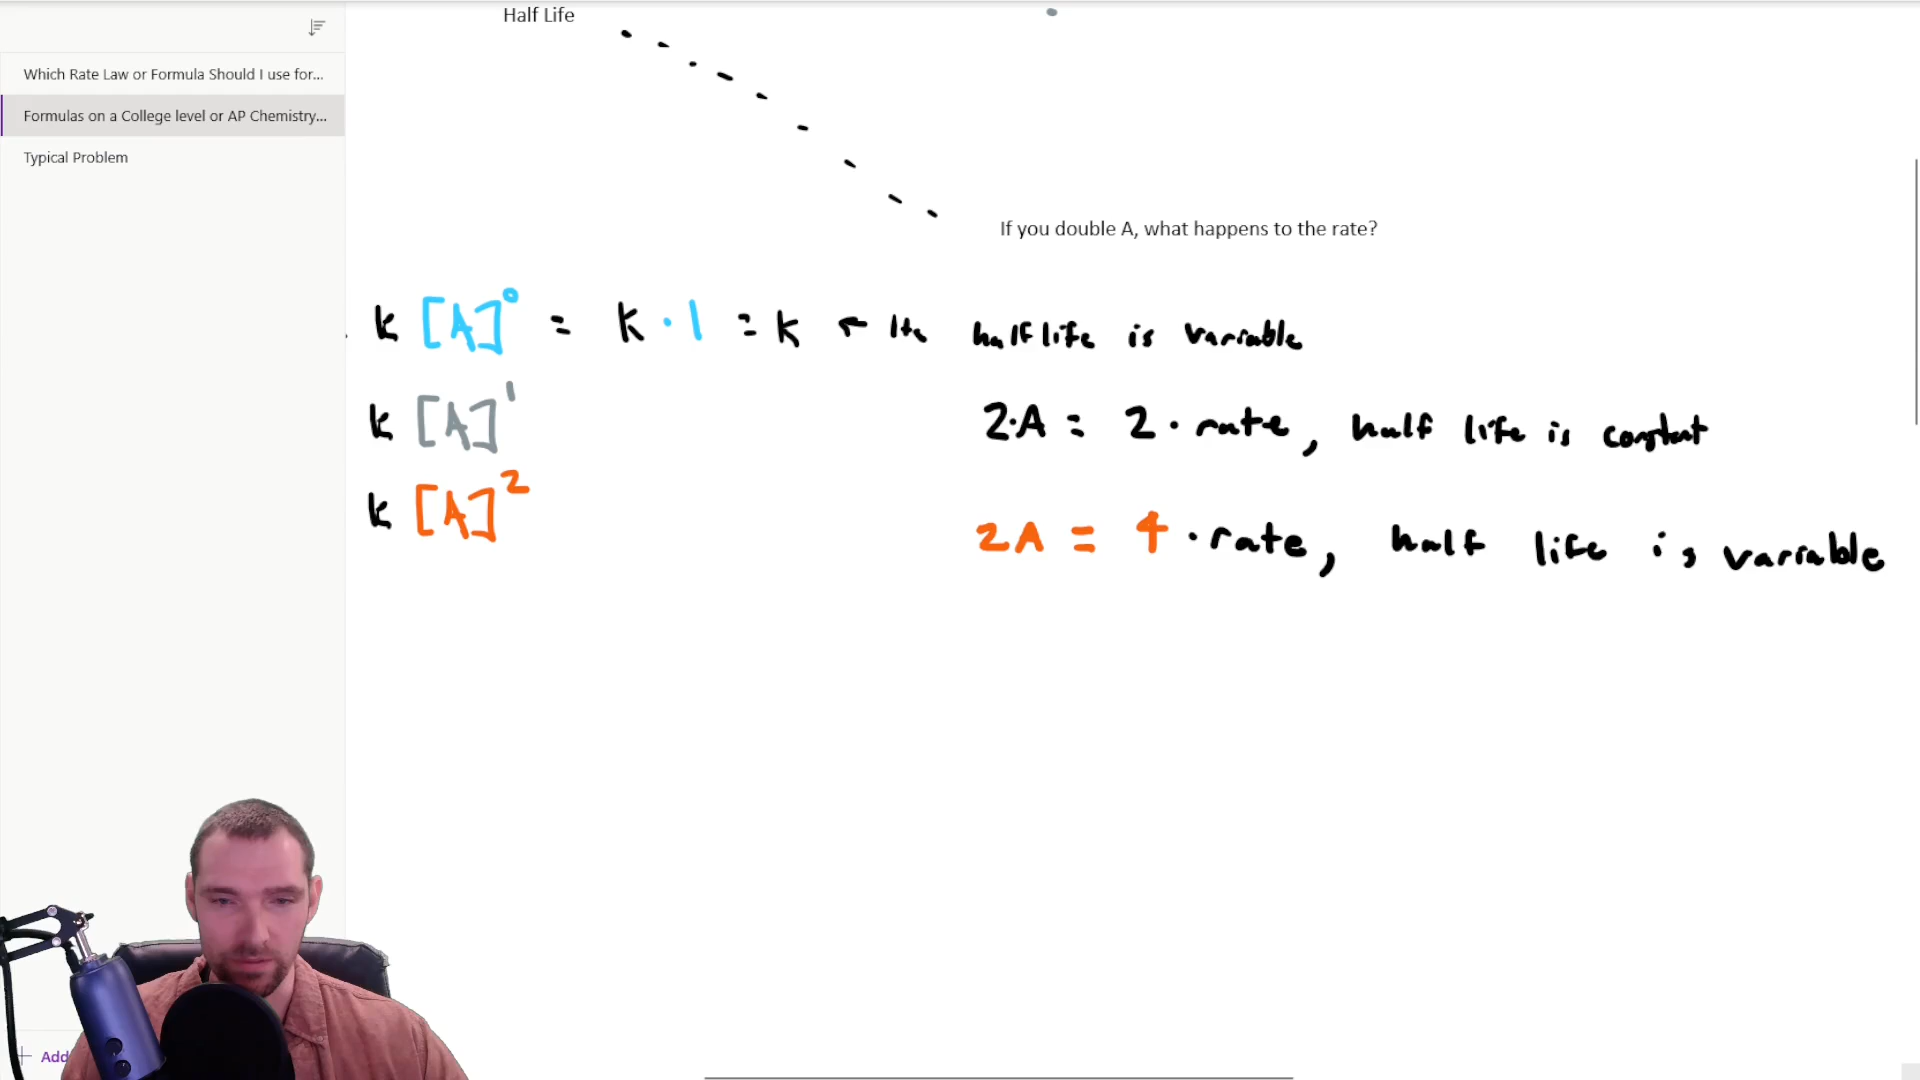 Half Life
Which Rate Law or Formula Should I use for...
Formulas on a College level or AP Chemistry...
Typical Problem
If you double A, what happens to the rate?
k [A]⁰ = k · 1 = k ← Its half life is variable
k [A]¹
2·A = 2 · rate, half life is constant
k [A]²
2A = 4 · rate, half life is variable
+ Add